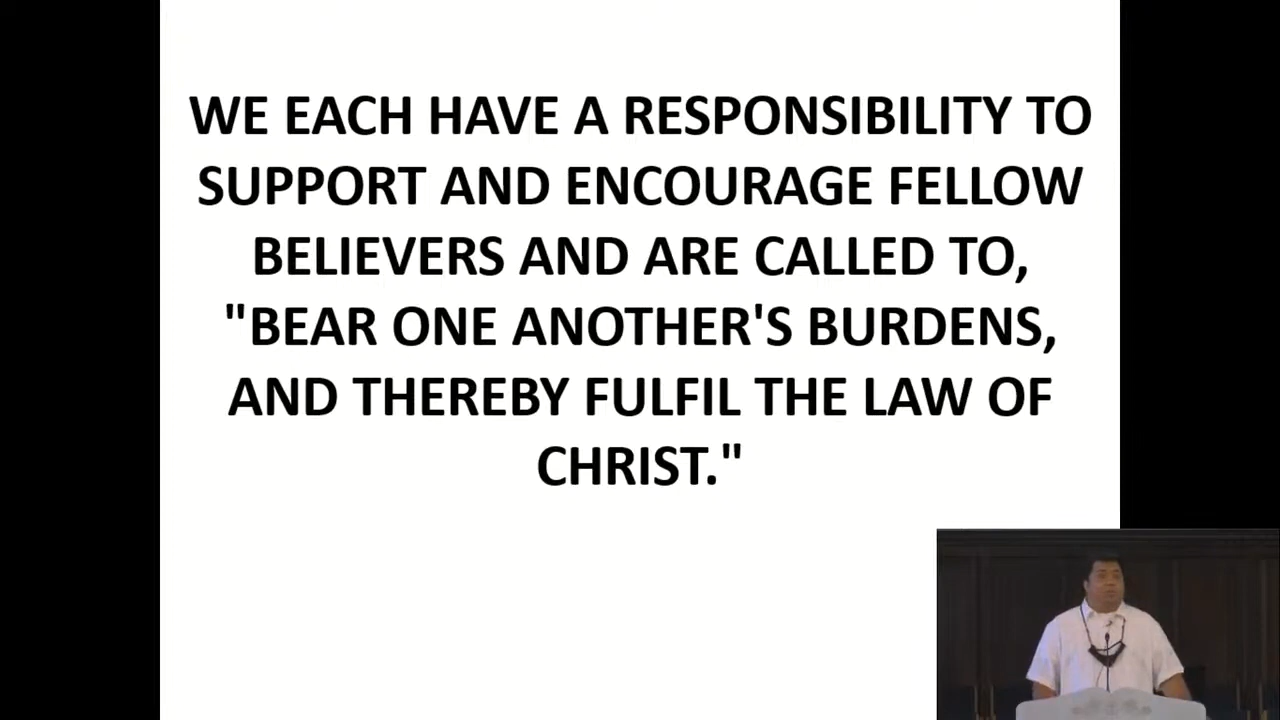 WE EACH HAVE A RESPONSIBILITY TO
SUPPORT AND ENCOURAGE FELLOW
BELIEVERS AND ARE CALLED TO,
"BEAR ONE ANOTHER'S BURDENS,
AND THEREBY FULFIL THE LAW OF
CHRIST."